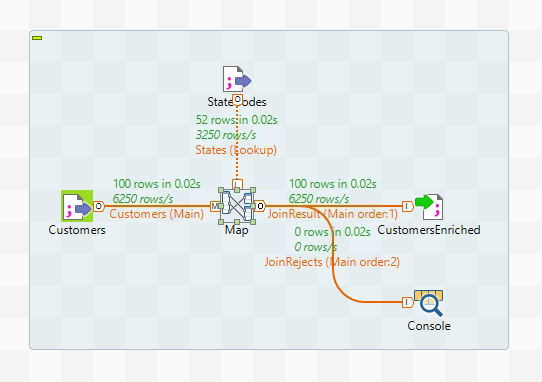 StateCodes
52 rows in 0.02s
3250 rows/s
States (Lookup)
100 rows in 0.02s
6250 rows/s
Customers (Main)
Customers
Map
100 rows in 0.02s
6250 rows/s
JoinResult (Main order:1)
CustomersEnriched
0 rows in 0.02s
0 rows/s
JoinRejects (Main order:2)
Console